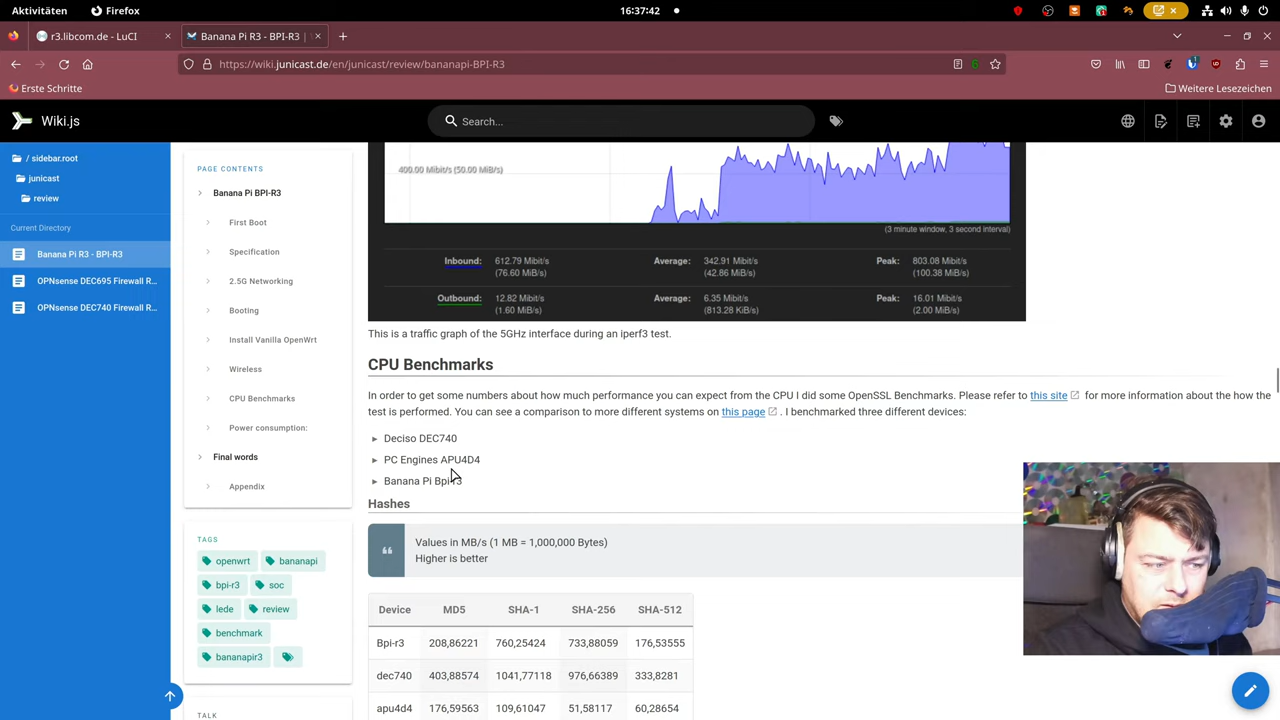 Aktivitäten
Firefox
16:37:42
r3.libcom.de - LuCI
Banana Pi R3 - BPI-R3 |
https://wiki.junicast.de/en/junicast/review/bananapi-BPI-R3
Erste Schritte
Weitere Lesezeichen
Wiki.js
Search...
/ sidebar.root
junicast
review
Current Directory
Banana Pi R3 - BPI-R3
OPNsense DEC695 Firewall R...
OPNsense DEC740 Firewall R...
PAGE CONTENTS
Banana Pi BPI-R3
First Boot
Specification
2.5G Networking
Booting
Install Vanilla OpenWrt
Wireless
CPU Benchmarks
Power consumption:
Final words
Appendix
TAGS
openwrt
bananapi
bpi-r3
soc
lede
review
benchmark
bananapir3
TALK
400.00 Mibit/s (50.00 MiB/s)
(3 minute window, 3 second interval)
Inbound: 612.79 Mibit/s Average: 342.91 Mibit/s Peak: 803.08 Mibit/s
(76.60 MiB/s) (42.86 MiB/s) (100.38 MiB/s)
Outbound: 12.82 Mibit/s Average: 6.35 Mibit/s Peak: 16.01 Mibit/s
(1.60 MiB/s) (813.28 KiB/s) (2.00 MiB/s)
This is a traffic graph of the 5GHz interface during an iperf3 test.
CPU Benchmarks
In order to get some numbers about how much performance you can expect from the CPU I did some OpenSSL Benchmarks. Please refer to this site for more information about the how the
test is performed. You can see a comparison to more different systems on this page . I benchmarked three different devices:
Deciso DEC740
PC Engines APU4D4
Banana Pi Bpi-r3
Hashes
Values in MB/s (1 MB = 1,000,000 Bytes)
Higher is better
Device MD5 SHA-1 SHA-256 SHA-512
Bpi-r3 208,86221 760,25424 733,88059 176,53555
dec740 403,88574 1041,77118 976,66389 333,8281
apu4d4 176,59563 109,61047 51,58117 60,28654